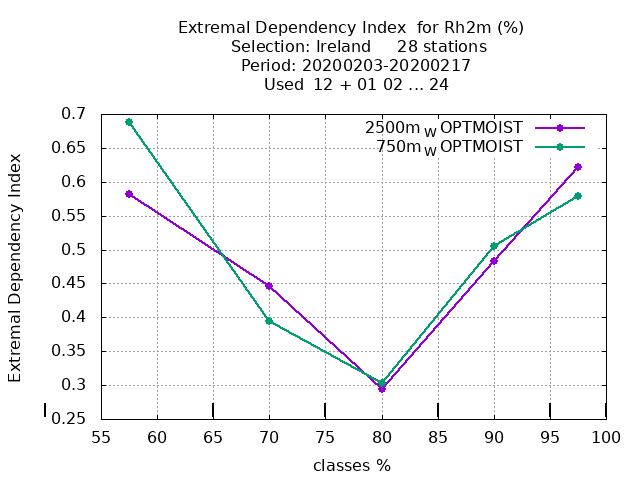 Extremal Dependency Index  for Rh2m (%)
Selection: Ireland     28 stations
Period: 20200203-20200217
Used  12 + 01 02 ... 24
2500m W OPTMOIST
750m W OPTMOIST
Extremal Dependency Index
0.7
0.65
0.6
0.55
0.5
0.45
0.4
0.35
0.3
0.25
55 60 65 70 75 80 85 90 95 100
classes %